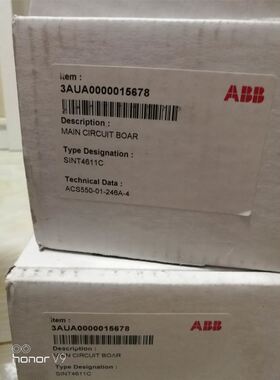 Item :
3AUA0000015678
ABB
Description :
MAIN CIRCUIT BOAR
Type Designation :
SINT4611C
Technical Data :
ACS550-01-246A-4
Item :
3AUA0000015678
ABB
Description :
MAIN CIRCUIT BOAR
Type Designation :
SINT4611C
honor V9